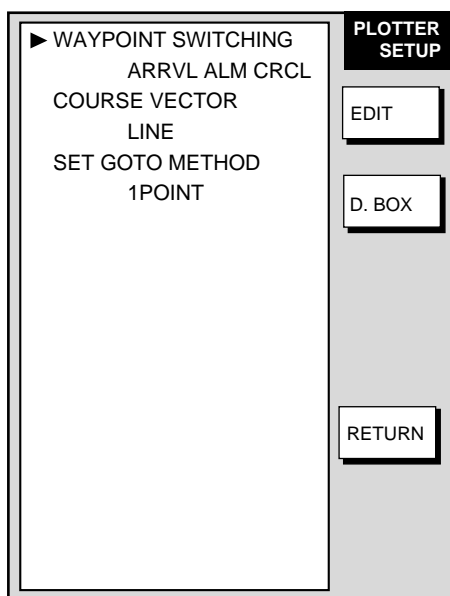 ▶ WAYPOINT SWITCHING
ARRVL ALM CRCL
COURSE VECTOR
LINE
SET GOTO METHOD
1POINT
PLOTTER
SETUP
EDIT
D. BOX
RETURN